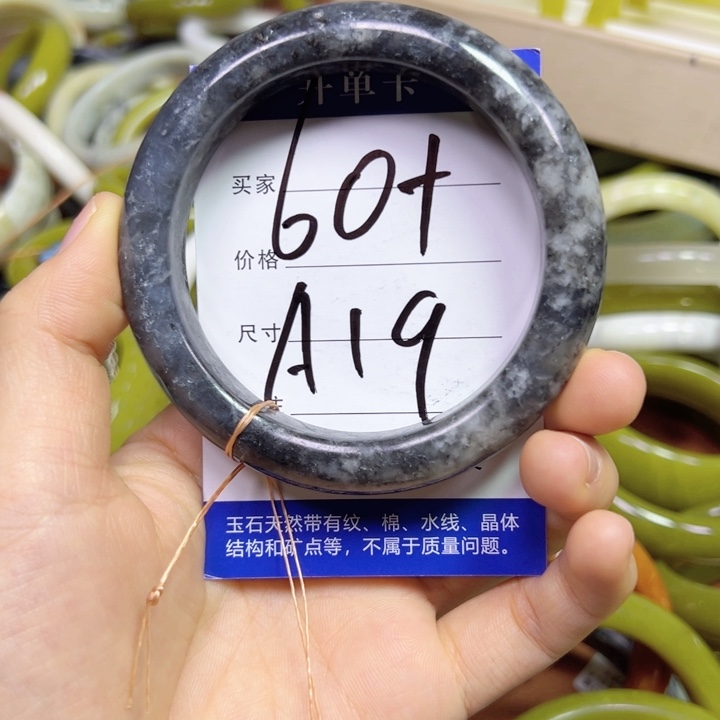 开单卡
买家
60+
价格
尺寸
A19
玉石天然带有纹、棉、水线、晶体
结构和矿点等，不属于质量问题。